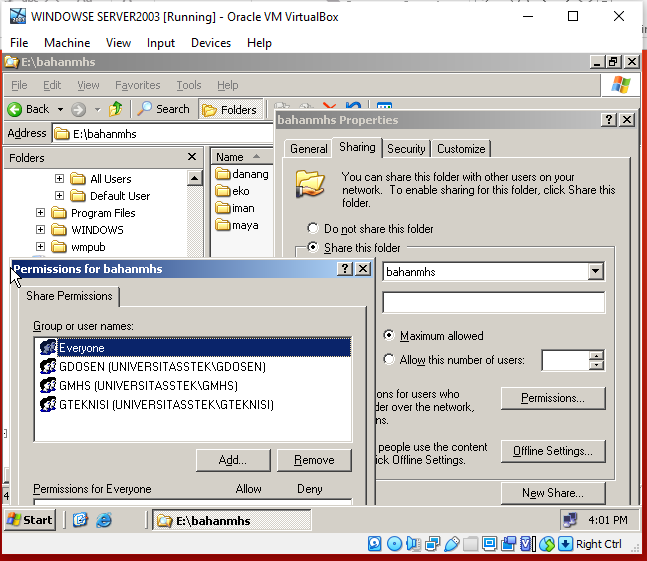 WINDOWSE SERVER2003 [Running] - Oracle VM VirtualBox
File Machine View Input Devices Help
E:\bahanmhs
File Edit View Favorites Tools Help
Back Search Folders
Address E:\bahanmhs
bahanmhs Properties
General Sharing Security Customize
You can share this folder with other users on your
network. To enable sharing for this folder, click Share this
folder.
Do not share this folder
Share this folder
bahanmhs
Maximum allowed
Allow this number of users:
ons for users who
der over the network,
ns.
Permissions...
people use the content
ick Offline Settings.
Offline Settings...
New Share...
Folders
All Users
Default User
Program Files
WINDOWS
wmpub
Name
danang
eko
iman
maya
Permissions for bahanmhs
Share Permissions
Group or user names:
Everyone
GDOSEN (UNIVERSITASSTEK\GDOSEN)
GMHS (UNIVERSITASSTEK\GMHS)
GTEKNISI (UNIVERSITASSTEK\GTEKNISI)
Add... Remove
Permissions for Everyone Allow Deny
4
Start E:\bahanmhs 4:01 PM
Right Ctrl